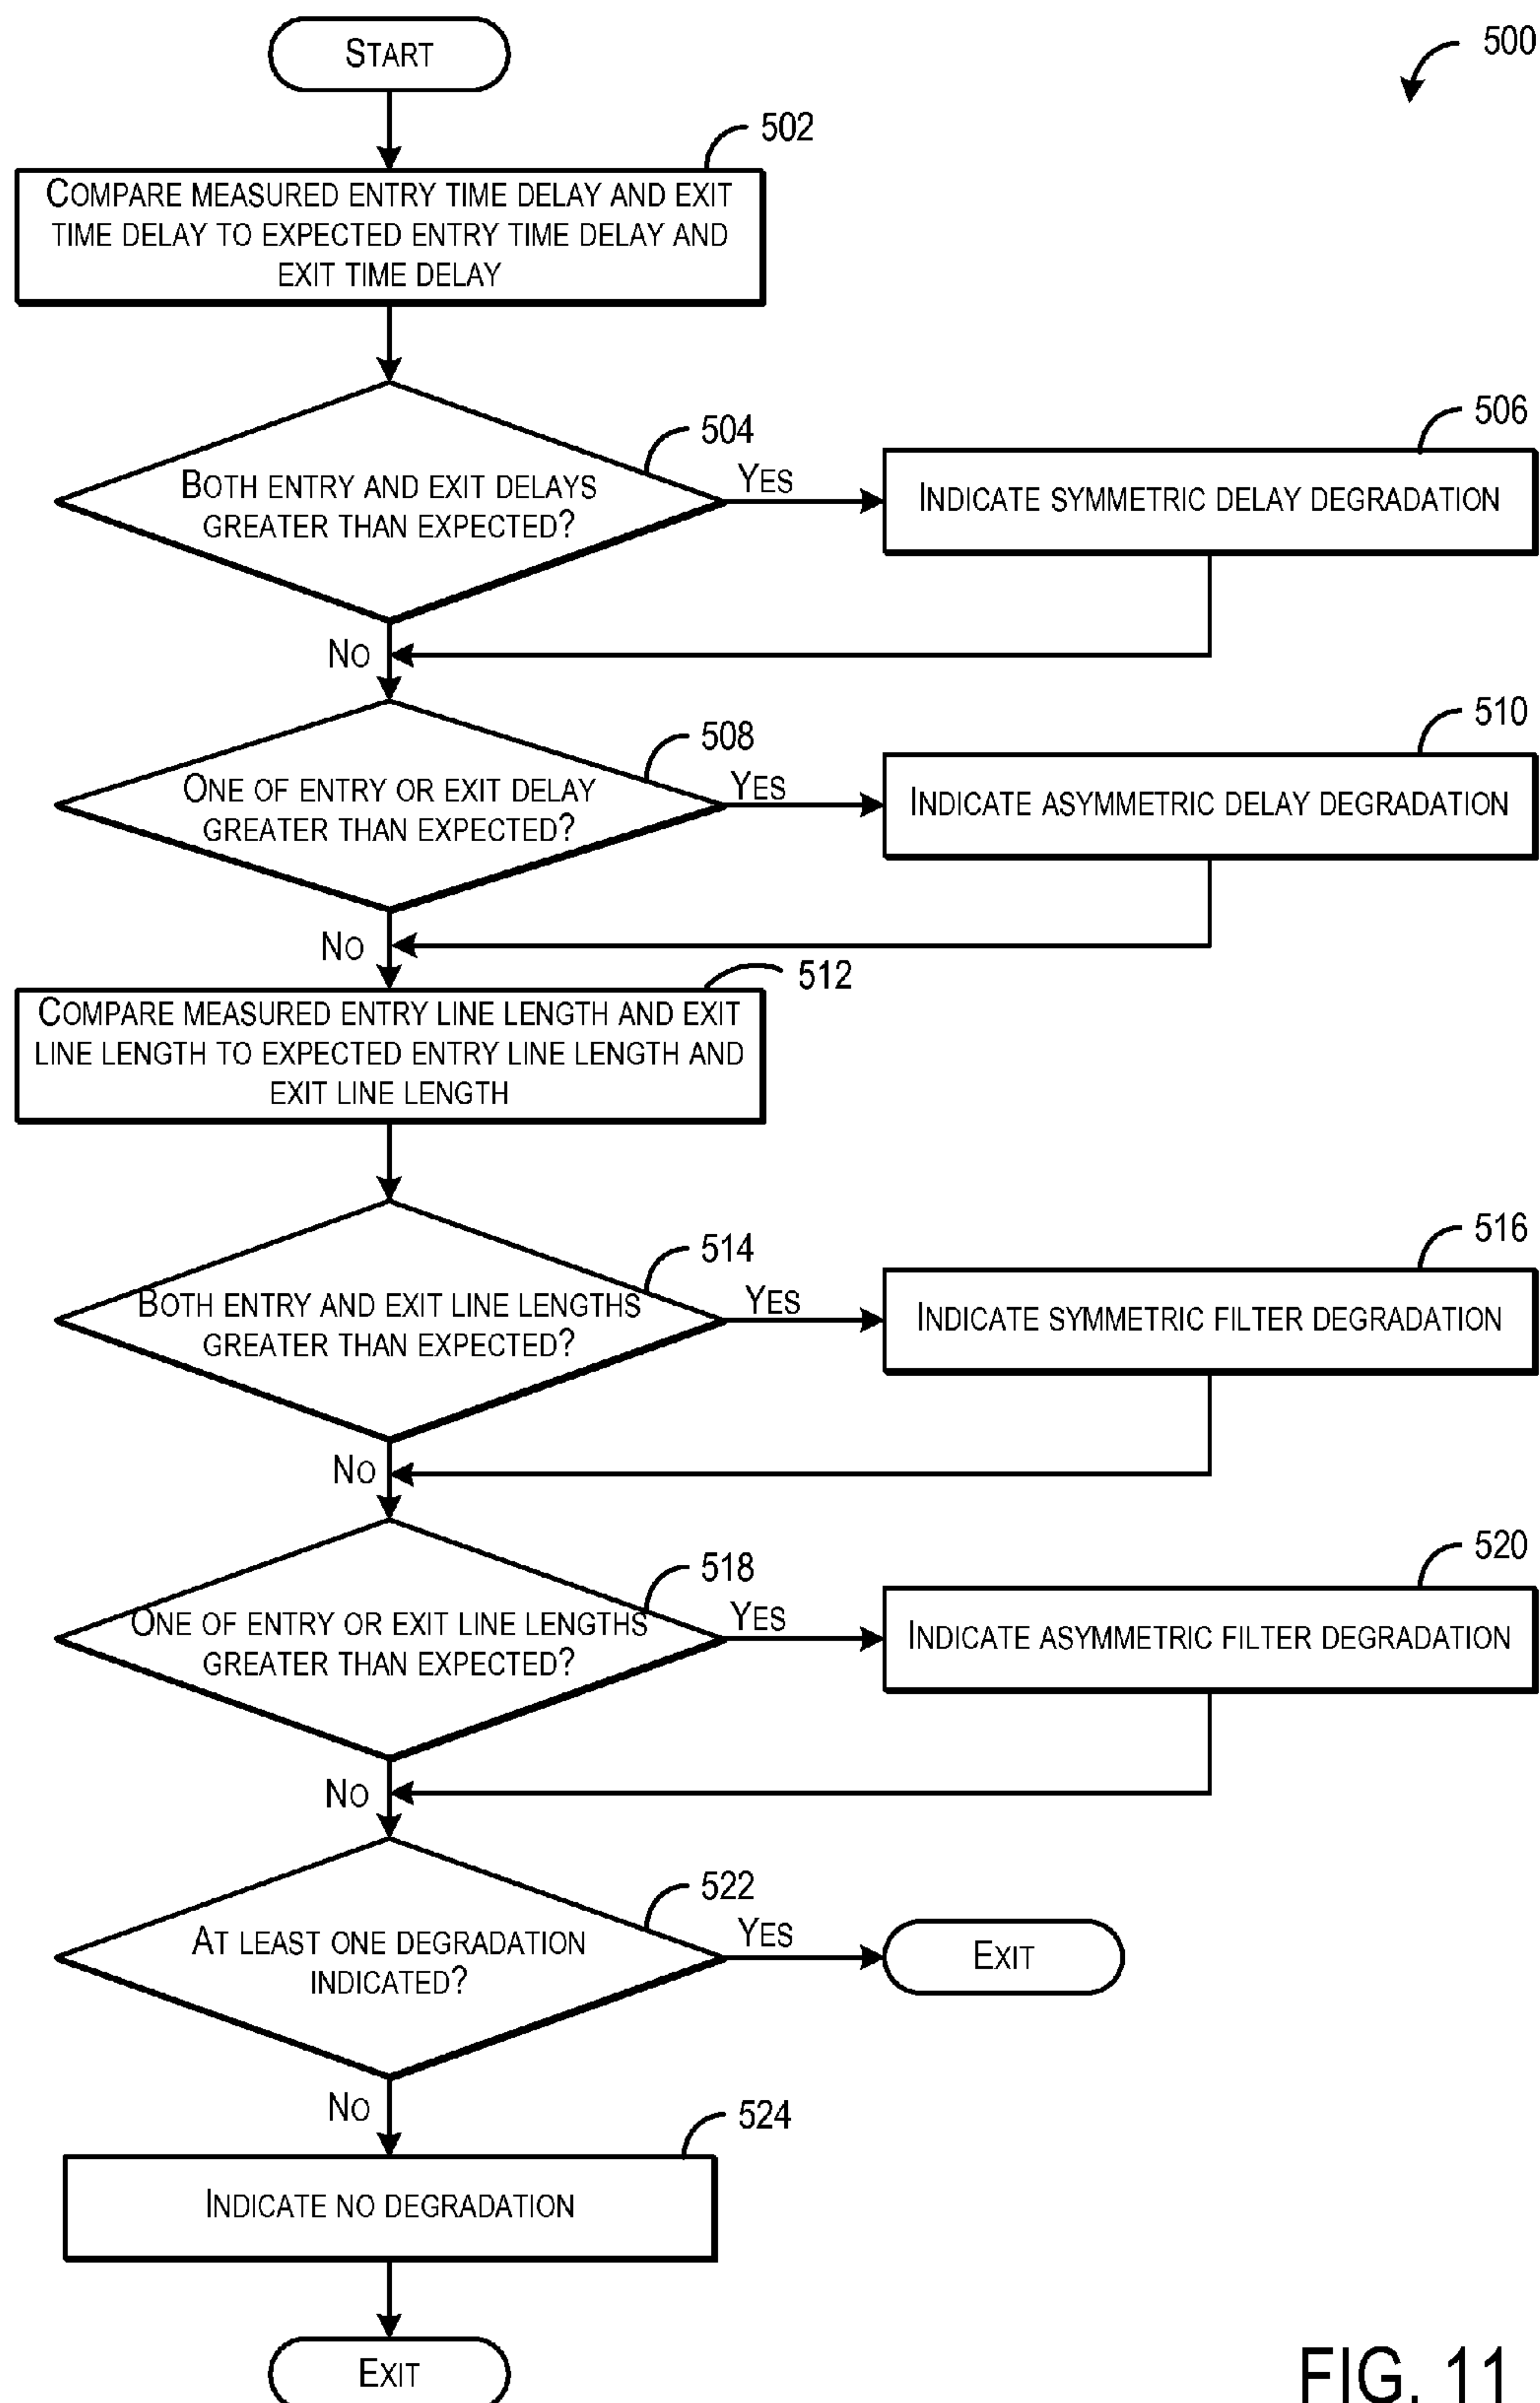 START
500
502
COMPARE MEASURED ENTRY TIME DELAY AND EXIT
TIME DELAY TO EXPECTED ENTRY TIME DELAY AND
EXIT TIME DELAY
504
BOTH ENTRY AND EXIT DELAYS
GREATER THAN EXPECTED?
YES
506
INDICATE SYMMETRIC DELAY DEGRADATION
NO
508
ONE OF ENTRY OR EXIT DELAY
GREATER THAN EXPECTED?
YES
510
INDICATE ASYMMETRIC DELAY DEGRADATION
NO
512
COMPARE MEASURED ENTRY LINE LENGTH AND EXIT
LINE LENGTH TO EXPECTED ENTRY LINE LENGTH AND
EXIT LINE LENGTH
514
BOTH ENTRY AND EXIT LINE LENGTHS
GREATER THAN EXPECTED?
YES
516
INDICATE SYMMETRIC FILTER DEGRADATION
NO
518
ONE OF ENTRY OR EXIT LINE LENGTHS
GREATER THAN EXPECTED?
YES
520
INDICATE ASYMMETRIC FILTER DEGRADATION
NO
522
AT LEAST ONE DEGRADATION
INDICATED?
YES
EXIT
NO
524
INDICATE NO DEGRADATION
EXIT
FIG. 11